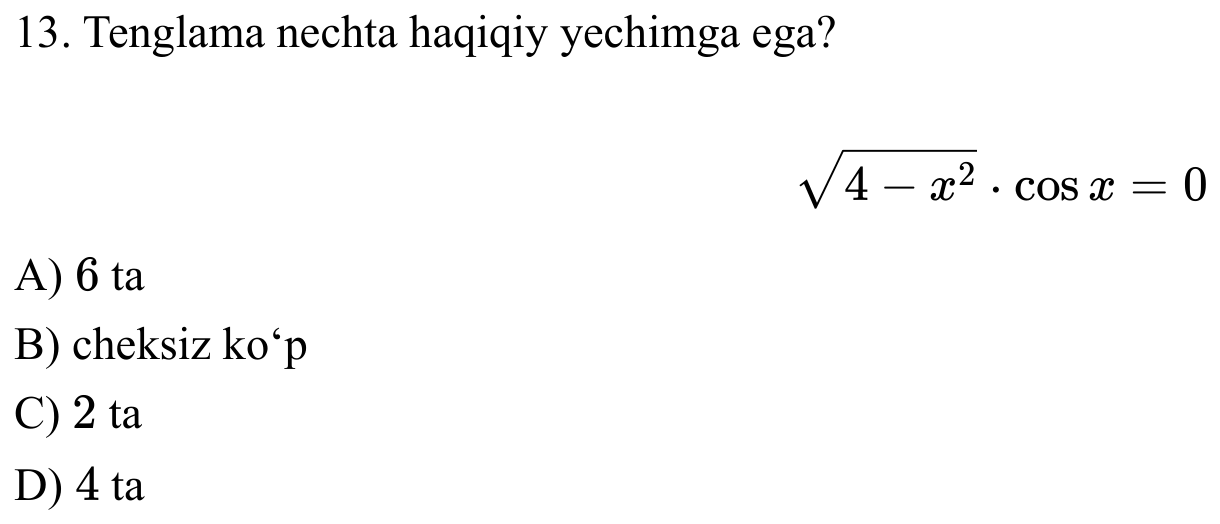 13. Tenglama nechta haqiqiy yechimga ega?
√(4 − x²) · cos x = 0
A) 6 ta
B) cheksiz ko‘p
C) 2 ta
D) 4 ta